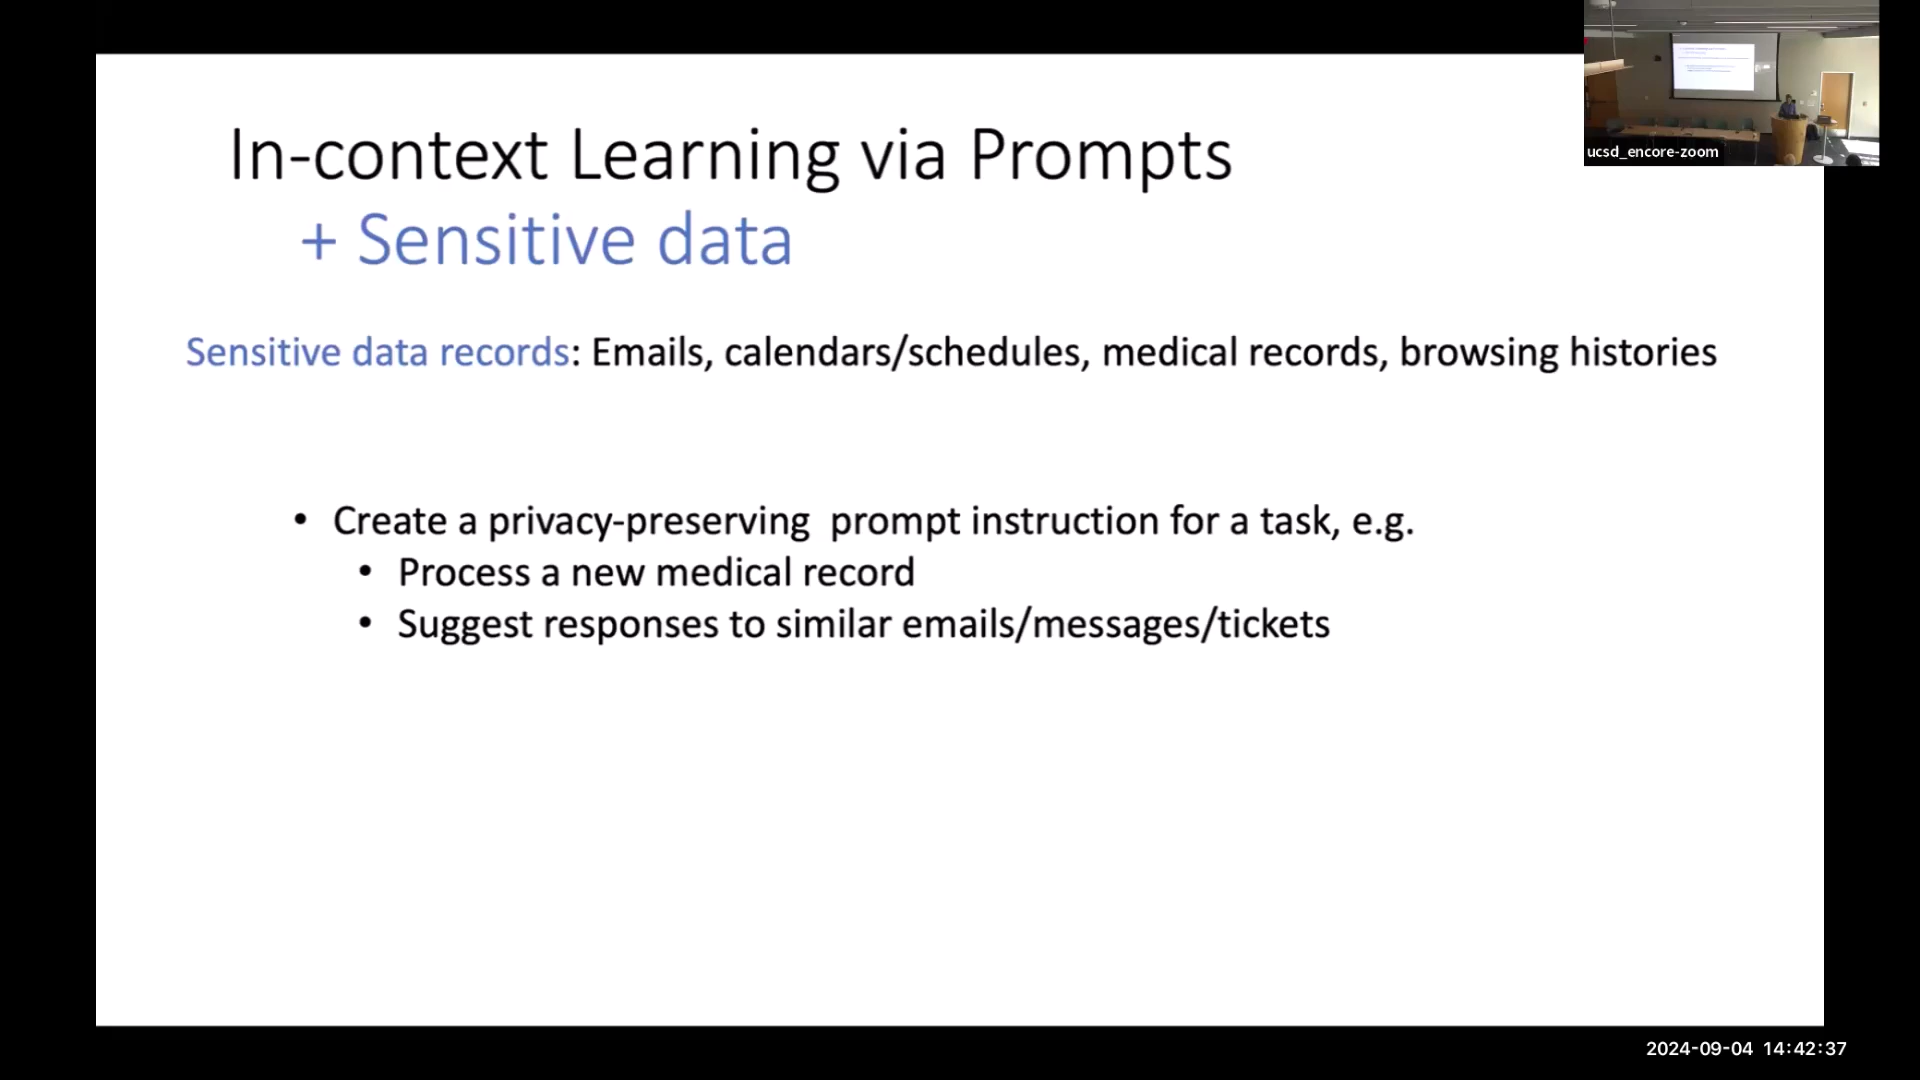 In-context Learning via Prompts
+ Sensitive data
Sensitive data records: Emails, calendars/schedules, medical records, browsing histories
• Create a privacy-preserving prompt instruction for a task, e.g.
• Process a new medical record
• Suggest responses to similar emails/messages/tickets
ucsd_encore-zoom
2024-09-04 14:42:37